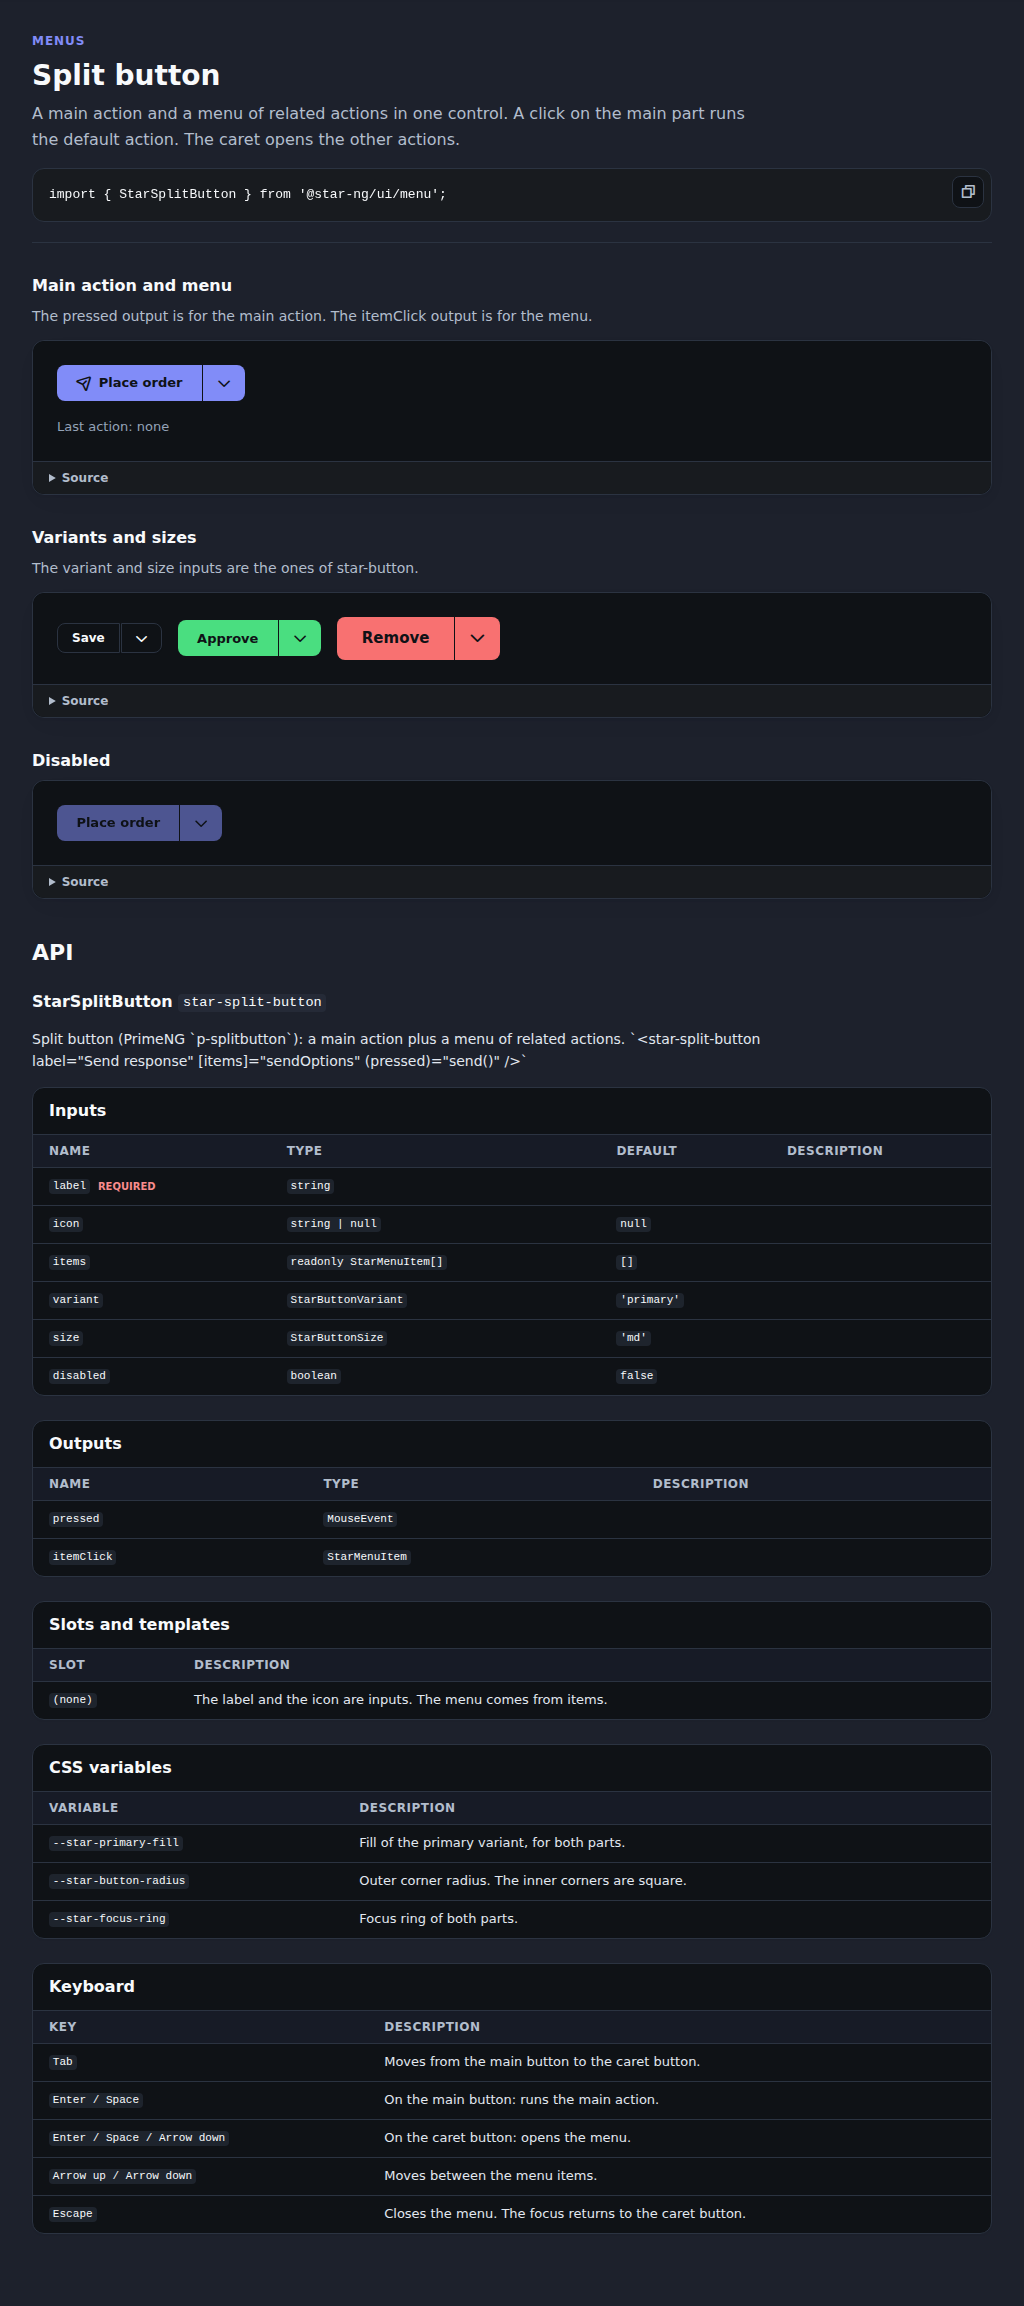 MENUS
Split button
A main action and a menu of related actions in one control. A click on the main part runs
the default action. The caret opens the other actions.
import { StarSplitButton } from '@star-ng/ui/menu';
Main action and menu
The pressed output is for the main action. The itemClick output is for the menu.
Place order
Last action: none
Source
Variants and sizes
The variant and size inputs are the ones of star-button.
Save Approve Remove
Source
Disabled
Place order
Source
API
StarSplitButton star-split-button
Split button (PrimeNG `p-splitbutton`): a main action plus a menu of related actions. `<star-split-button
label="Send response" [items]="sendOptions" (pressed)="send()" />`
Inputs
NAME TYPE DEFAULT DESCRIPTION
label REQUIRED string
icon string | null null
items readonly StarMenuItem[] []
variant StarButtonVariant 'primary'
size StarButtonSize 'md'
disabled boolean false
Outputs
NAME TYPE DESCRIPTION
pressed MouseEvent
itemClick StarMenuItem
Slots and templates
SLOT DESCRIPTION
(none) The label and the icon are inputs. The menu comes from items.
CSS variables
VARIABLE DESCRIPTION
--star-primary-fill Fill of the primary variant, for both parts.
--star-button-radius Outer corner radius. The inner corners are square.
--star-focus-ring Focus ring of both parts.
Keyboard
KEY DESCRIPTION
Tab Moves from the main button to the caret button.
Enter / Space On the main button: runs the main action.
Enter / Space / Arrow down On the caret button: opens the menu.
Arrow up / Arrow down Moves between the menu items.
Escape Closes the menu. The focus returns to the caret button.